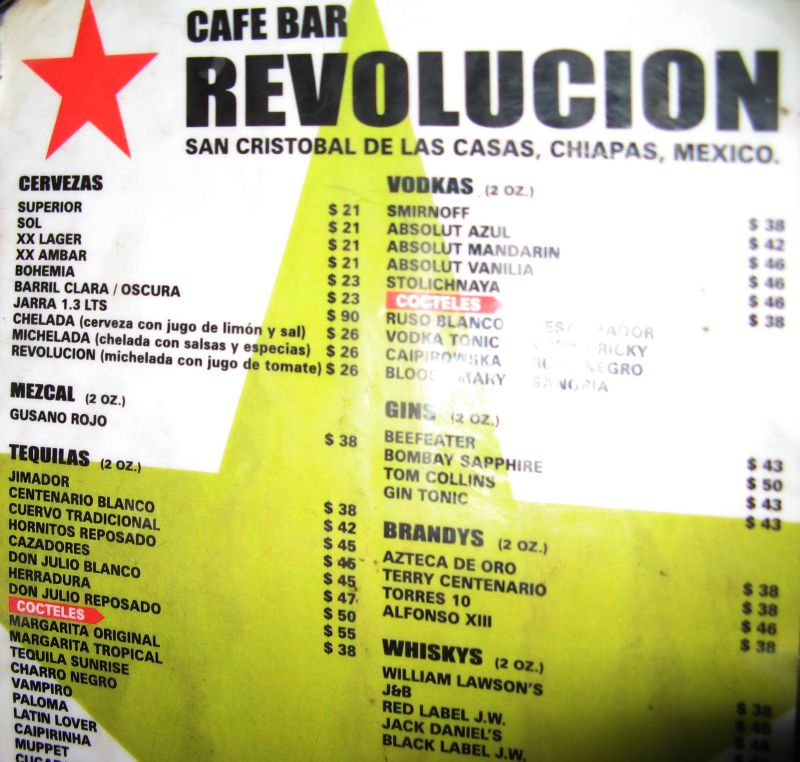 CAFE BAR
REVOLUCION
SAN CRISTOBAL DE LAS CASAS, CHIAPAS, MEXICO.
CERVEZAS
SUPERIOR $ 21
SOL $ 21
XX LAGER $ 21
XX AMBAR $ 21
BOHEMIA $ 23
BARRIL CLARA / OSCURA $ 23
JARRA 1.3 LTS $ 90
CHELADA (cerveza con jugo de limón y sal) $ 26
MICHELADA (chelada con salsas y especias) $ 26
REVOLUCION (michelada con jugo de tomate) $ 26
MEZCAL (2 OZ.)
GUSANO ROJO $ 38
TEQUILAS (2 OZ.)
JIMADOR $ 38
CENTENARIO BLANCO $ 42
CUERVO TRADICIONAL $ 45
HORNITOS REPOSADO $ 46
CAZADORES $ 45
DON JULIO BLANCO $ 47
HERRADURA $ 50
DON JULIO REPOSADO $ 55
COCTELES $ 38
MARGARITA ORIGINAL
MARGARITA TROPICAL
TEQUILA SUNRISE
CHARRO NEGRO
VAMPIRO
PALOMA
LATIN LOVER
CAIPIRINHA
MUPPET
VODKAS (2 OZ.)
SMIRNOFF $ 38
ABSOLUT AZUL $ 42
ABSOLUT MANDARIN $ 46
ABSOLUT VANILIA $ 46
STOLICHNAYA $ 46
COCTELES $ 38
RUSO BLANCO
VODKA TONIC RICKY
CAIPIROWSKA NEGRO
BLOODY MARY SANGRIA
GINS (2 OZ.)
BEEFEATER $ 43
BOMBAY SAPPHIRE $ 50
TOM COLLINS $ 43
GIN TONIC $ 43
BRANDYS (2 OZ.)
AZTECA DE ORO $ 38
TERRY CENTENARIO $ 38
TORRES 10 $ 46
ALFONSO XIII $ 38
WHISKYS (2 OZ.)
WILLIAM LAWSON'S $ 38
J&B $ 46
RED LABEL J.W. $ 46
JACK DANIEL'S
BLACK LABEL J.W.